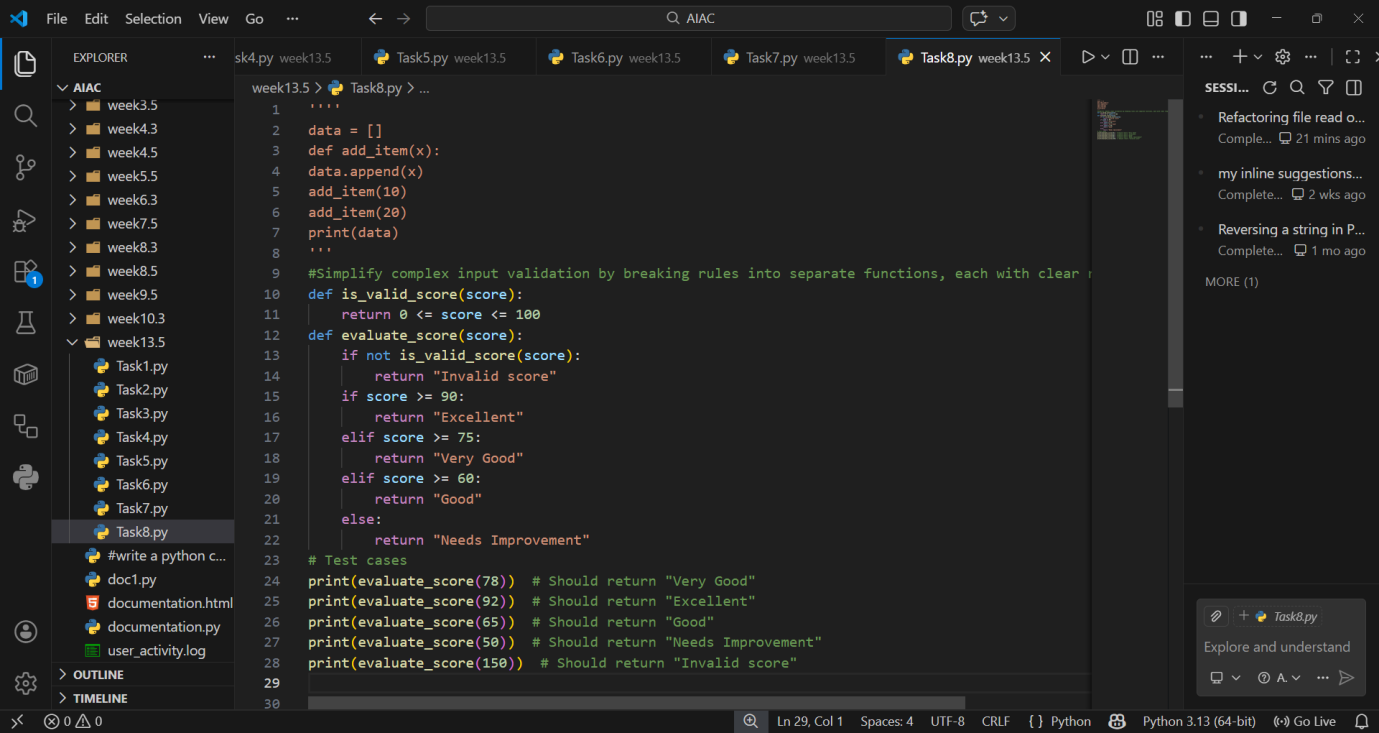 File Edit Selection View Go ··· AIAC
EXPLORER ···
AIAC
week3.5
week4.3
week4.5
week5.5
week6.3
week7.5
week8.3
week8.5
week9.5
week10.3
week13.5
Task1.py
Task2.py
Task3.py
Task4.py
Task5.py
Task6.py
Task7.py
Task8.py
#write a python c...
doc1.py
documentation.html
documentation.py
user_activity.log
OUTLINE
TIMELINE
1
sk4.py week13.5 Task5.py week13.5 Task6.py week13.5 Task7.py week13.5 Task8.py week13.5
week13.5 > Task8.py > ...
1 ''''
2 data = []
3 def add_item(x):
4 data.append(x)
5 add_item(10)
6 add_item(20)
7 print(data)
8 '''
9 #Simplify complex input validation by breaking rules into separate functions, each with clear
10 def is_valid_score(score):
11 return 0 <= score <= 100
12 def evaluate_score(score):
13 if not is_valid_score(score):
14 return "Invalid score"
15 if score >= 90:
16 return "Excellent"
17 elif score >= 75:
18 return "Very Good"
19 elif score >= 60:
20 return "Good"
21 else:
22 return "Needs Improvement"
23 # Test cases
24 print(evaluate_score(78)) # Should return "Very Good"
25 print(evaluate_score(92)) # Should return "Excellent"
26 print(evaluate_score(65)) # Should return "Good"
27 print(evaluate_score(50)) # Should return "Needs Improvement"
28 print(evaluate_score(150)) # Should return "Invalid score"
29
30
SESSI...
Refactoring file read o...
Comple... 21 mins ago
my inline suggestions...
Complete... 2 wks ago
Reversing a string in P...
Complete... 1 mo ago
MORE (1)
Task8.py
Explore and understand
A.
0 0 Ln 29, Col 1 Spaces: 4 UTF-8 CRLF { } Python Python 3.13 (64-bit) Go Live